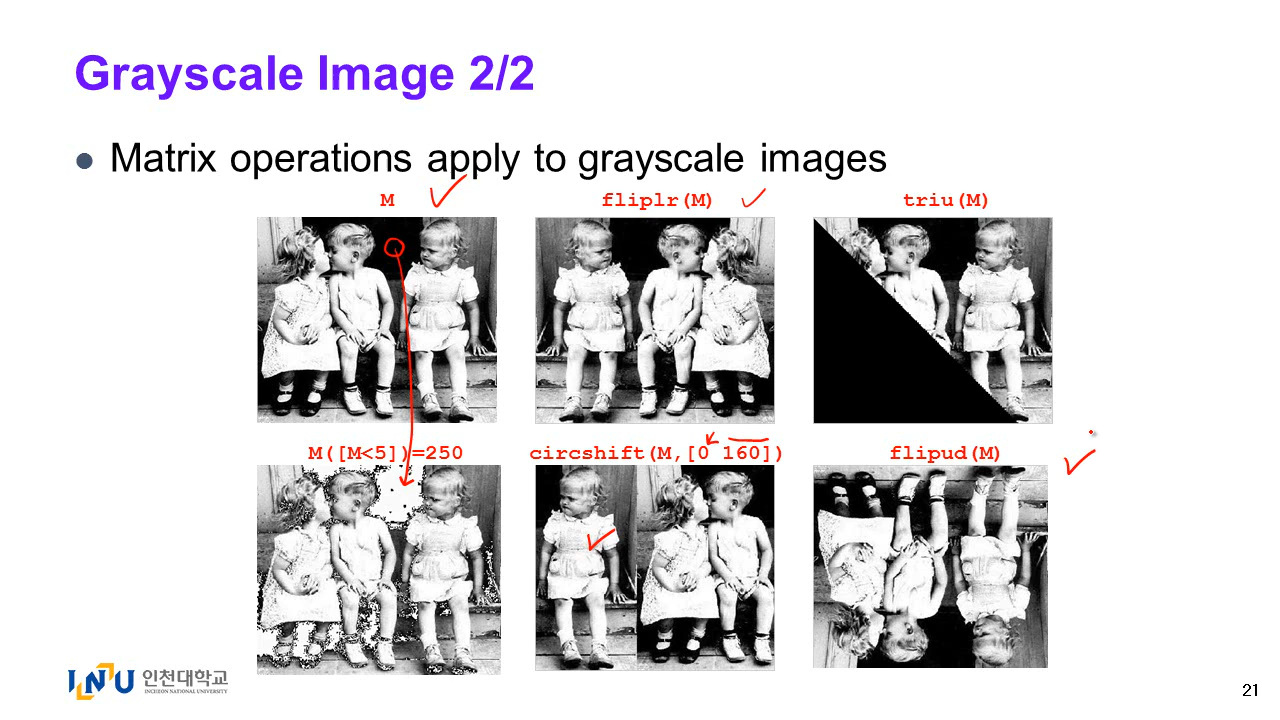 Grayscale Image 2/2
● Matrix operations apply to grayscale images
M fliplr(M) triu(M)
M([M<5])=250 circshift(M,[0 160]) flipud(M)
INU 인천대학교
INCHEON NATIONAL UNIVERSITY
21